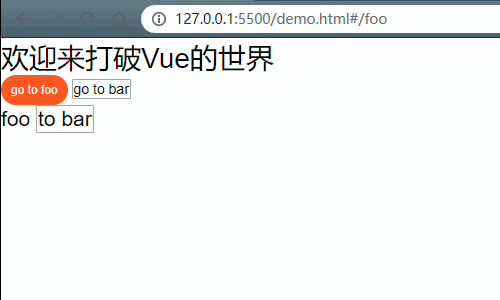 127.0.0.1:5500/demo.html#/foo
欢迎来打破Vue的世界
go to foo go to bar
foo to bar